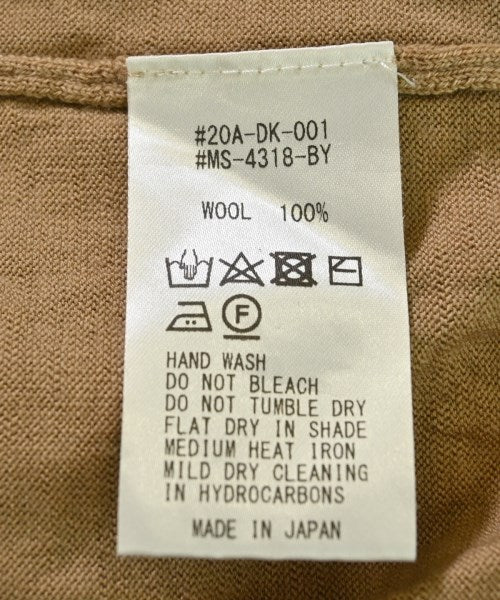 #20A-DK-001
#MS-4318-BY
WOOL 100%
F
HAND WASH
DO NOT BLEACH
DO NOT TUMBLE DRY
FLAT DRY IN SHADE
MEDIUM HEAT IRON
MILD DRY CLEANING
IN HYDROCARBONS
MADE IN JAPAN